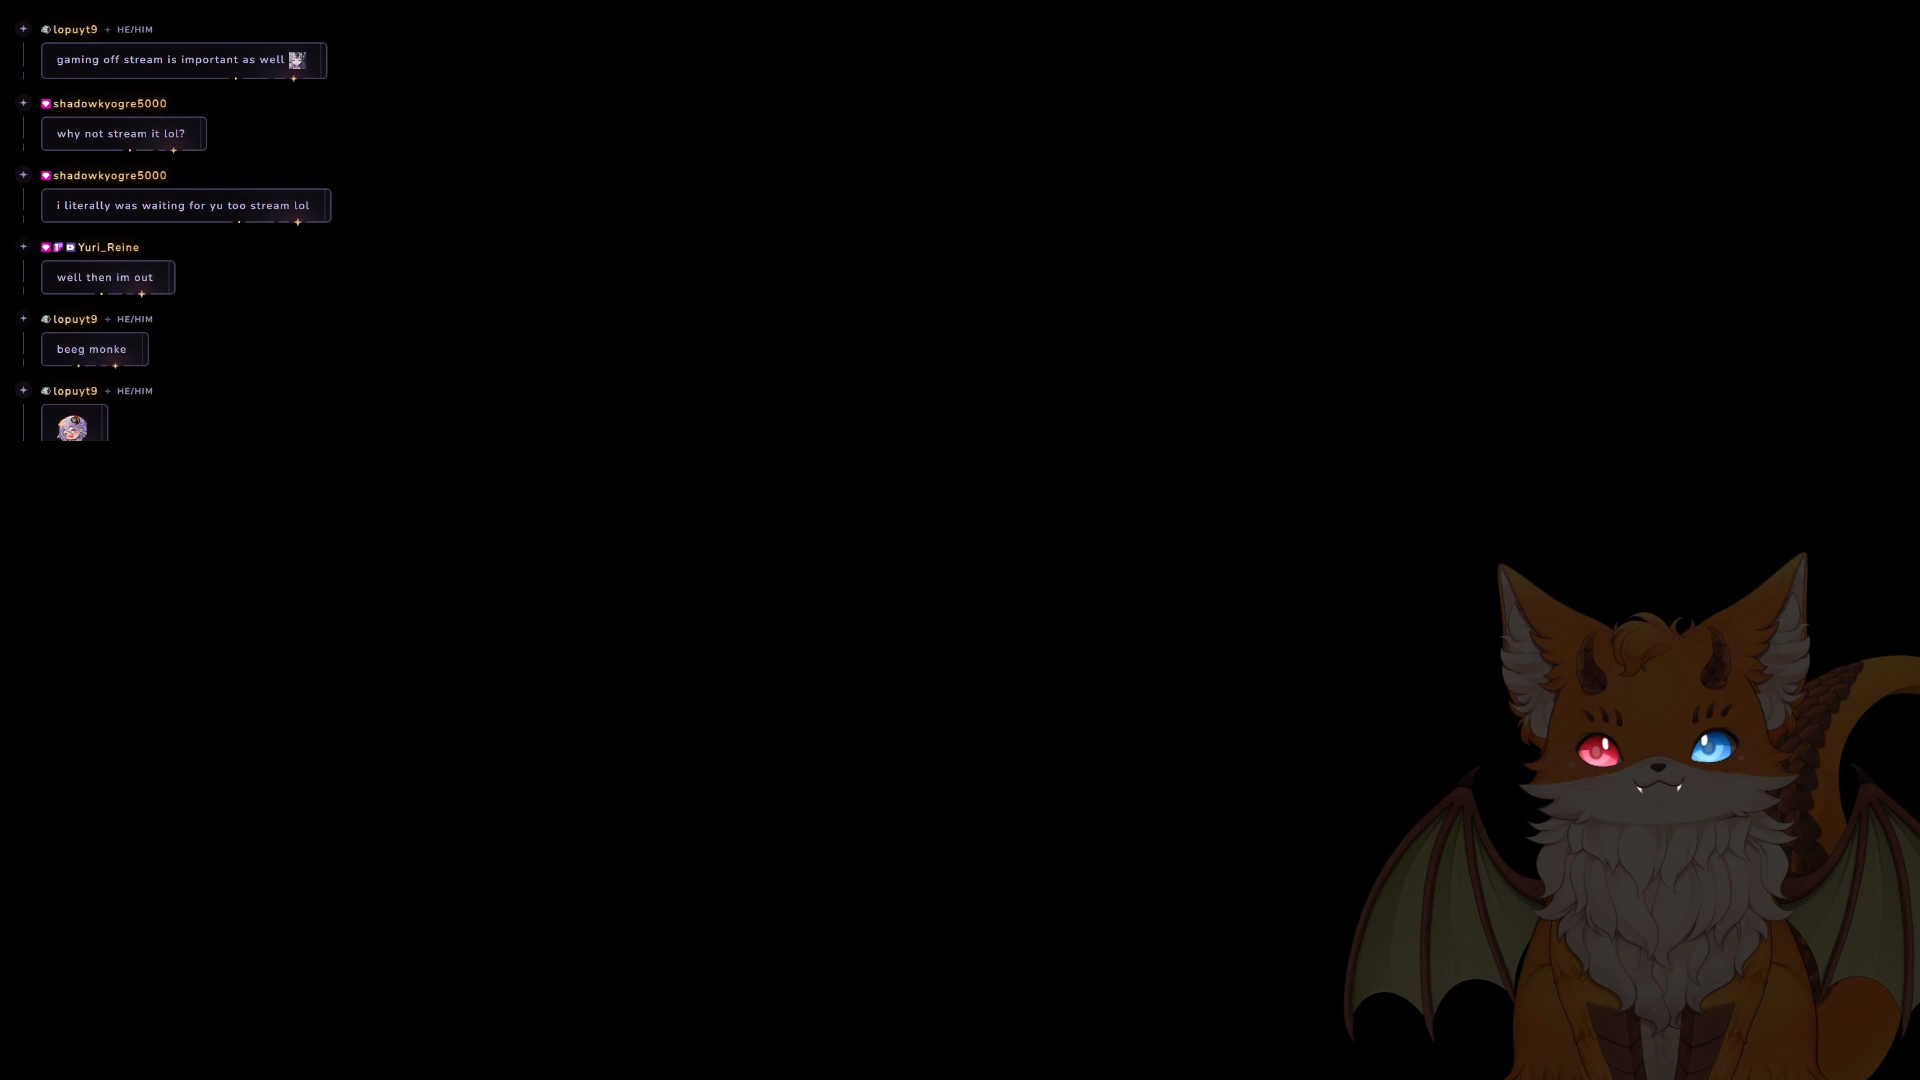 lopuyt9 + HE/HIM
gaming off stream is important as well
shadowkyogre5000
why not stream it lol?
shadowkyogre5000
i literally was waiting for yu too stream lol
Yuri_Reine
well then im out
lopuyt9 + HE/HIM
beeg monke
lopuyt9 + HE/HIM